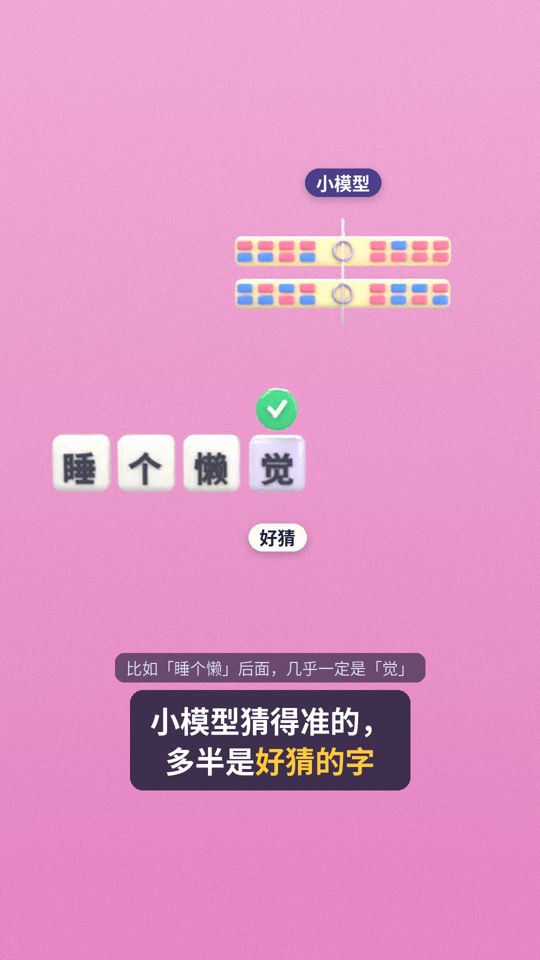 小模型
睡个懒觉
好猜
比如「睡个懒」后面，几乎一定是「觉」
小模型猜得准的，
多半是好猜的字